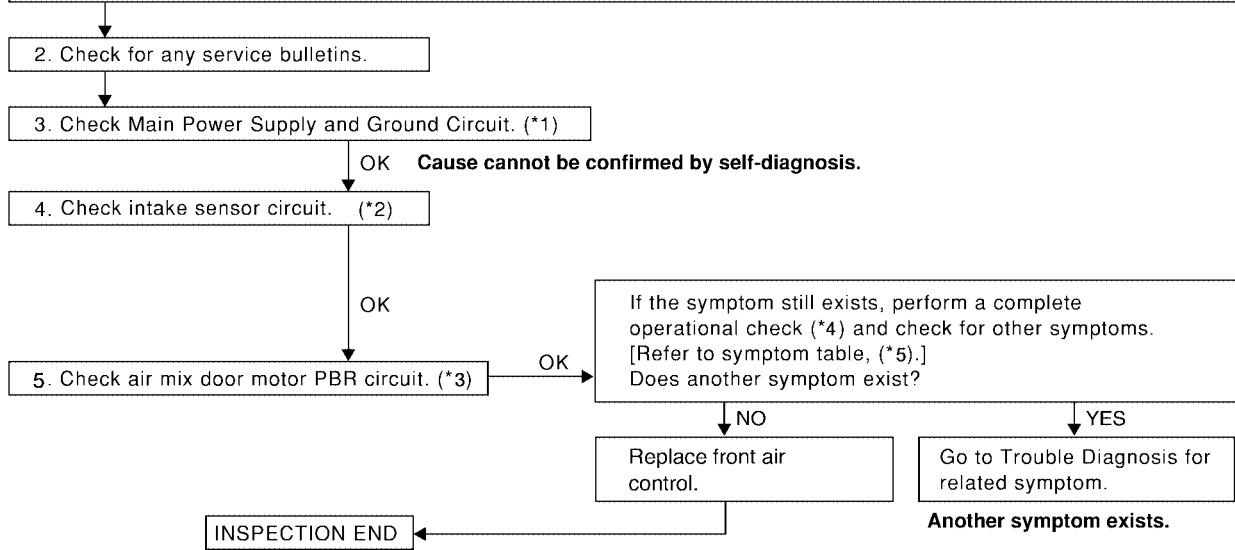 2. Check for any service bulletins.
3. Check Main Power Supply and Ground Circuit. (*1)
OK
Cause cannot be confirmed by self-diagnosis.
4. Check intake sensor circuit. (*2)
OK
5. Check air mix door motor PBR circuit. (*3)
OK
If the symptom still exists, perform a complete
operational check (*4) and check for other symptoms.
[Refer to symptom table, (*5).]
Does another symptom exist?
NO
YES
Replace front air
control.
Go to Trouble Diagnosis for
related symptom.
Another symptom exists.
INSPECTION END